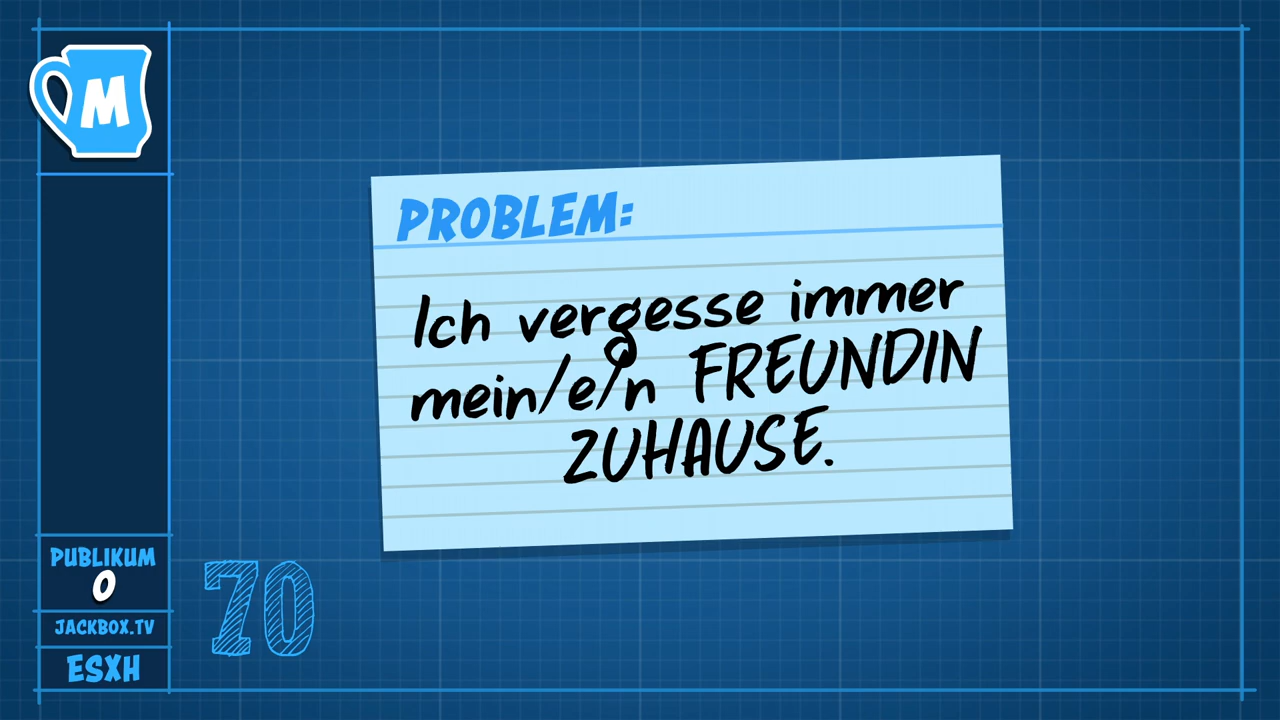 M
PROBLEM:
Ich vergesse immer
mein/e/n FREUNDIN
ZUHAUSE.
PUBLIKUM
0
JACKBOX.TV
ESXH
70